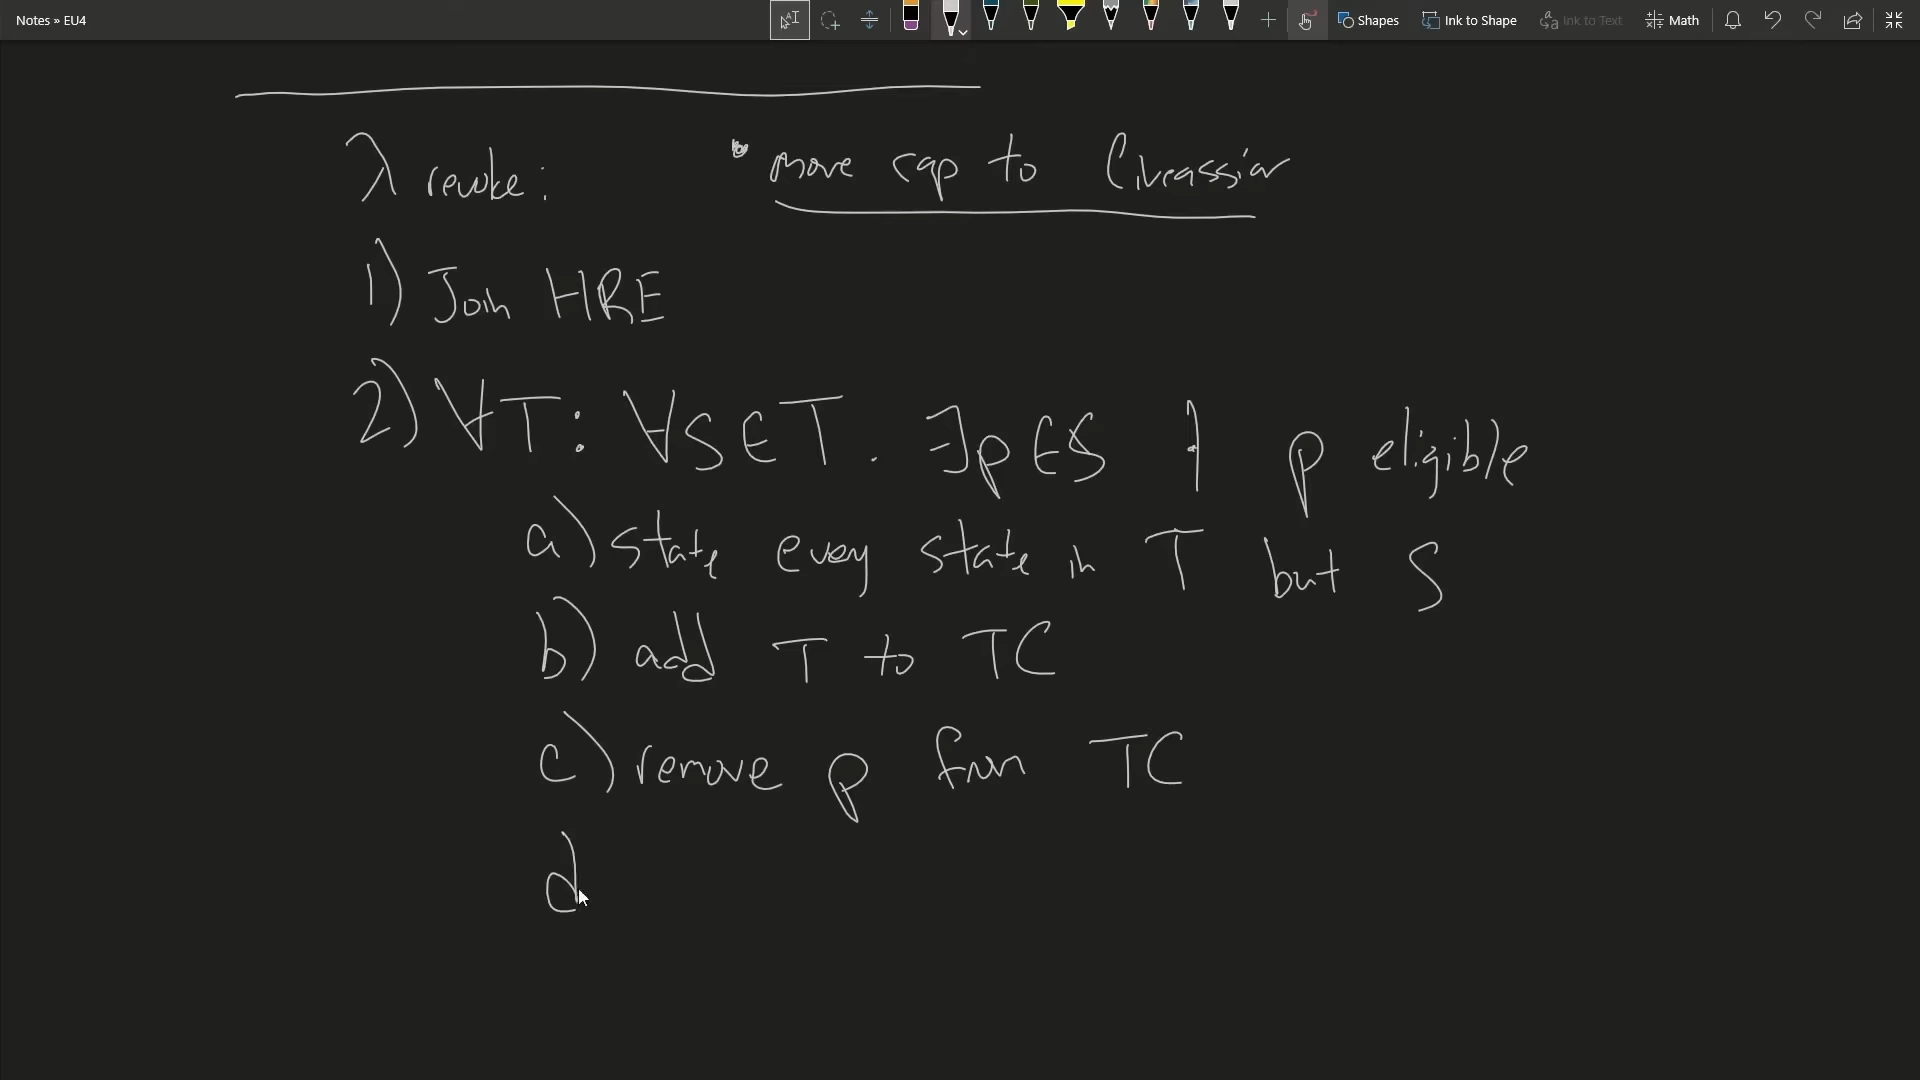 Notes » EU4
Shapes Ink to Shape Ink to Text Math
λ revoke: • move cap to Circassian
1) Join HRE
2) ∀T: ∀S∈T. ∃p∈S | p eligible
a) state every state in T but S
b) add T to TC
c) remove p from TC
d